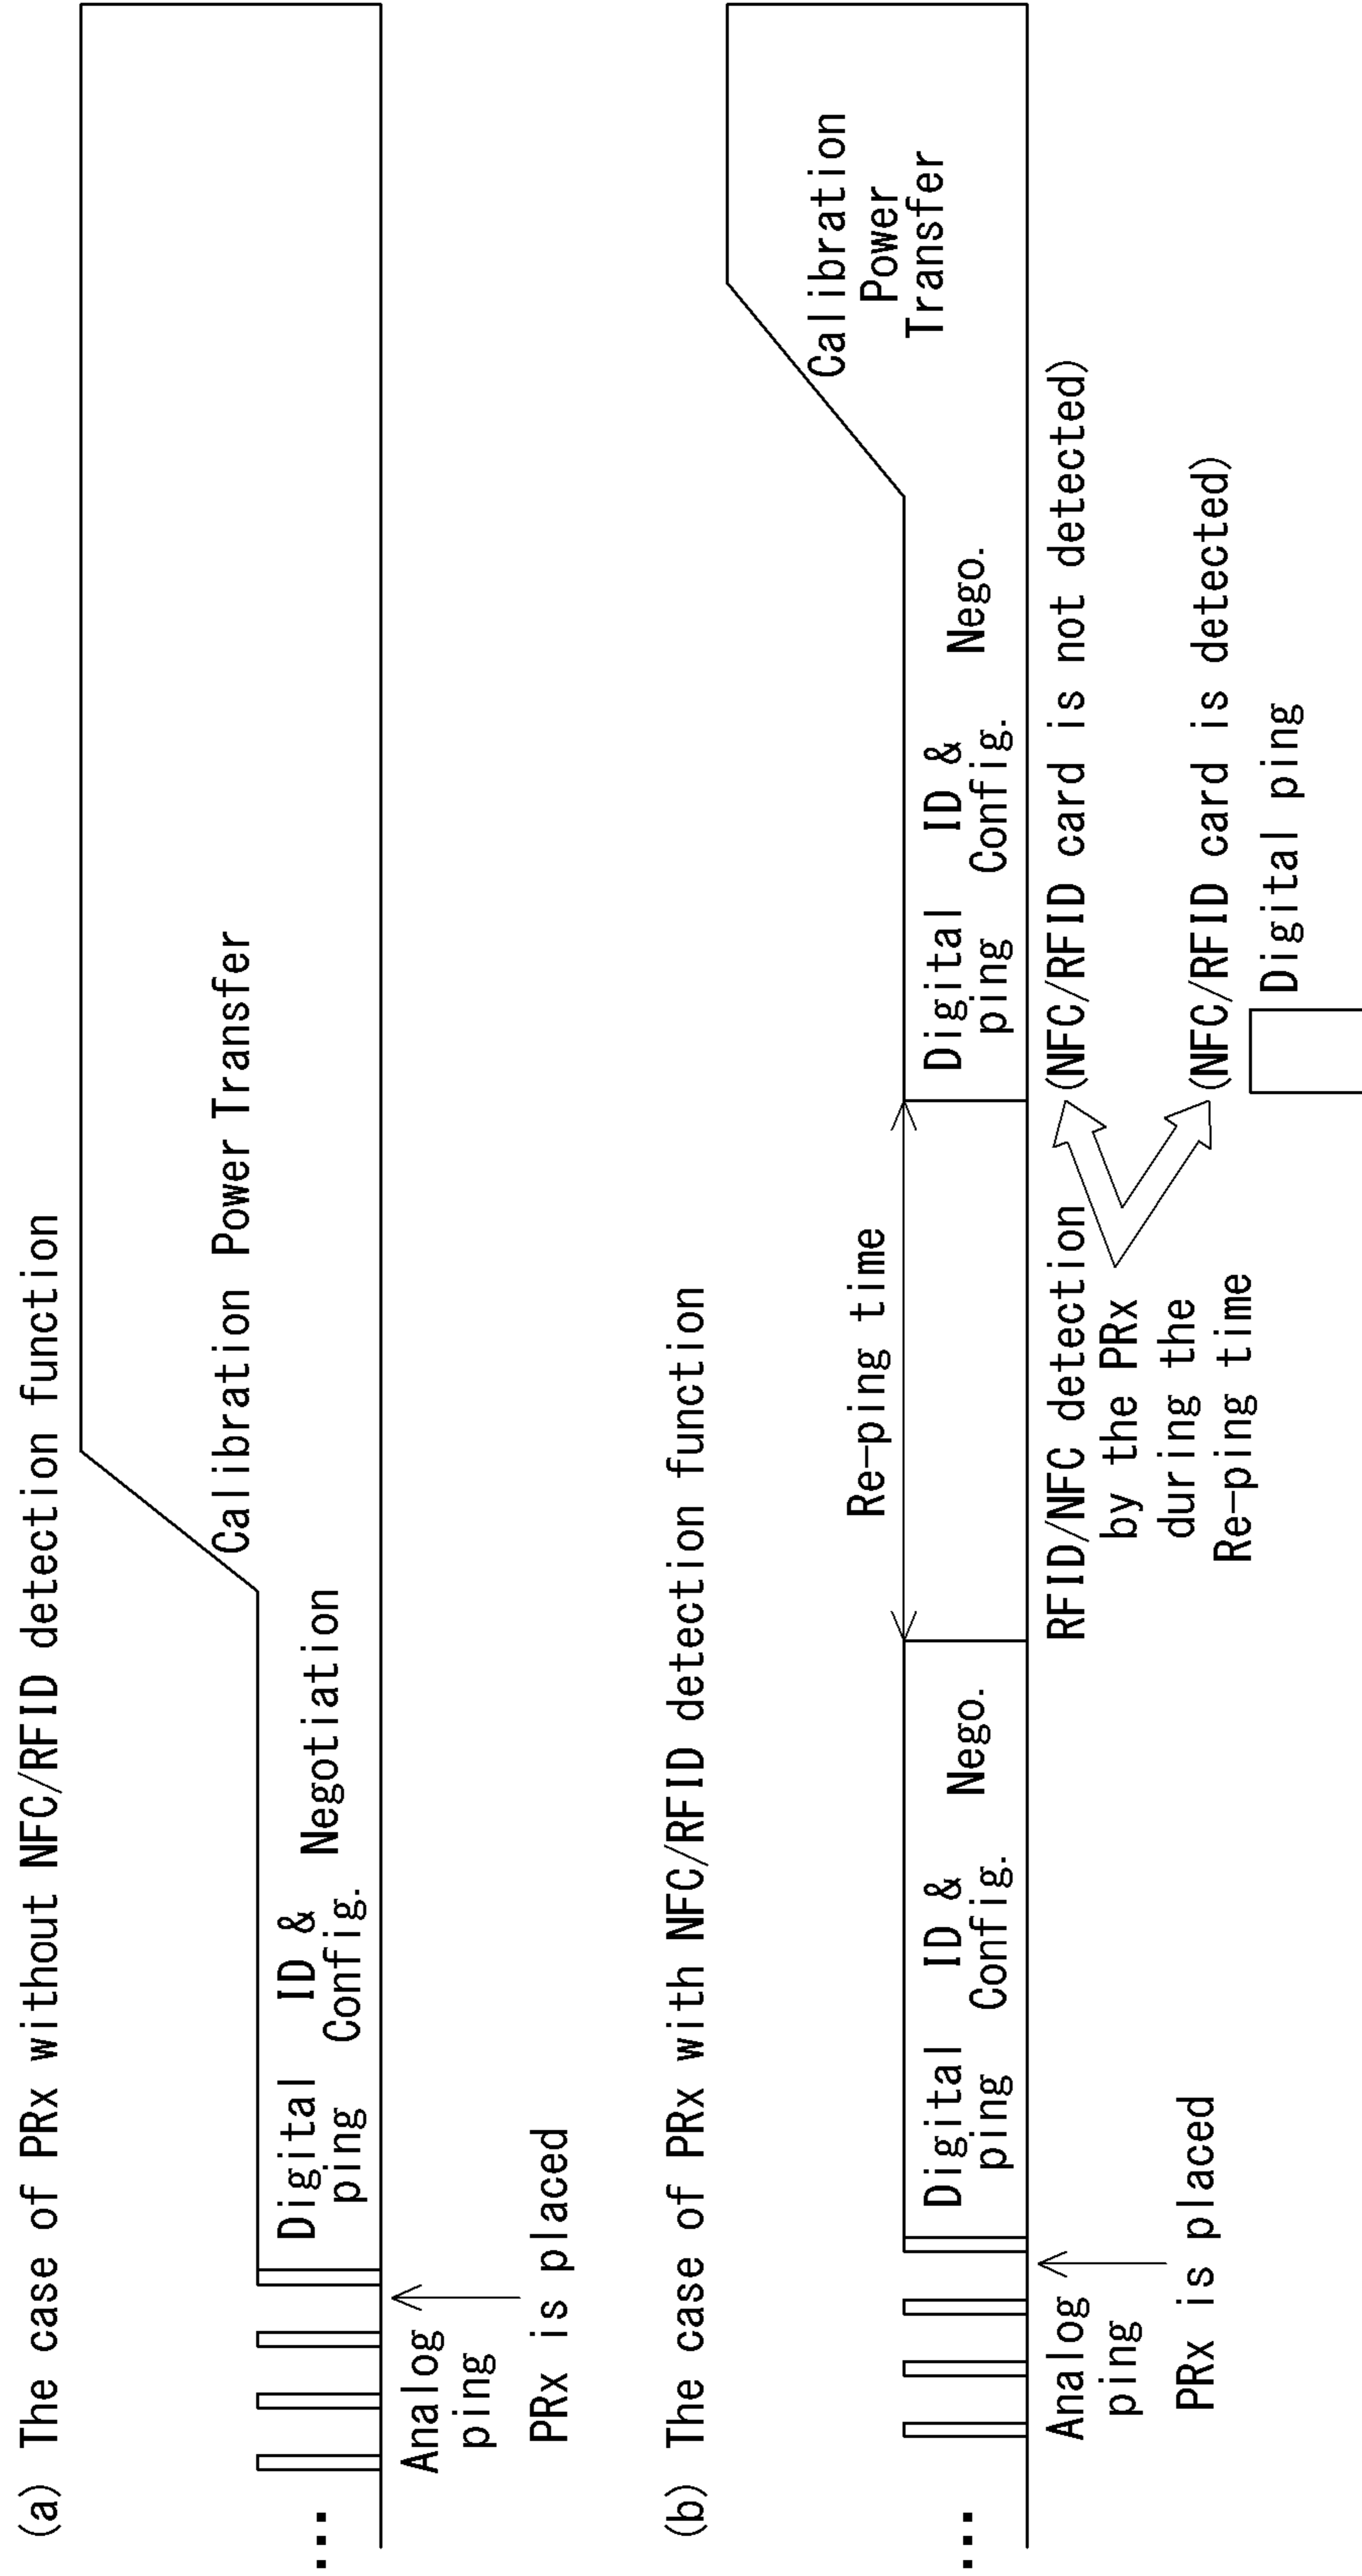 (a) The case of PRx without NFC/RFID detection function
Calibration Power Transfer
Digital
ping
ID &
Config.
Negotiation
...
Analog
ping
PRx is placed
(b) The case of PRx with NFC/RFID detection function
Re-ping time
Calibration
Power
Transfer
Digital
ping
ID &
Config.
Nego.
Digital
ping
ID &
Config.
Nego.
...
Analog
ping
PRx is placed
RFID/NFC detection
by the PRx
during the
Re-ping time
(NFC/RFID card is not detected)
(NFC/RFID card is detected)
Digital ping